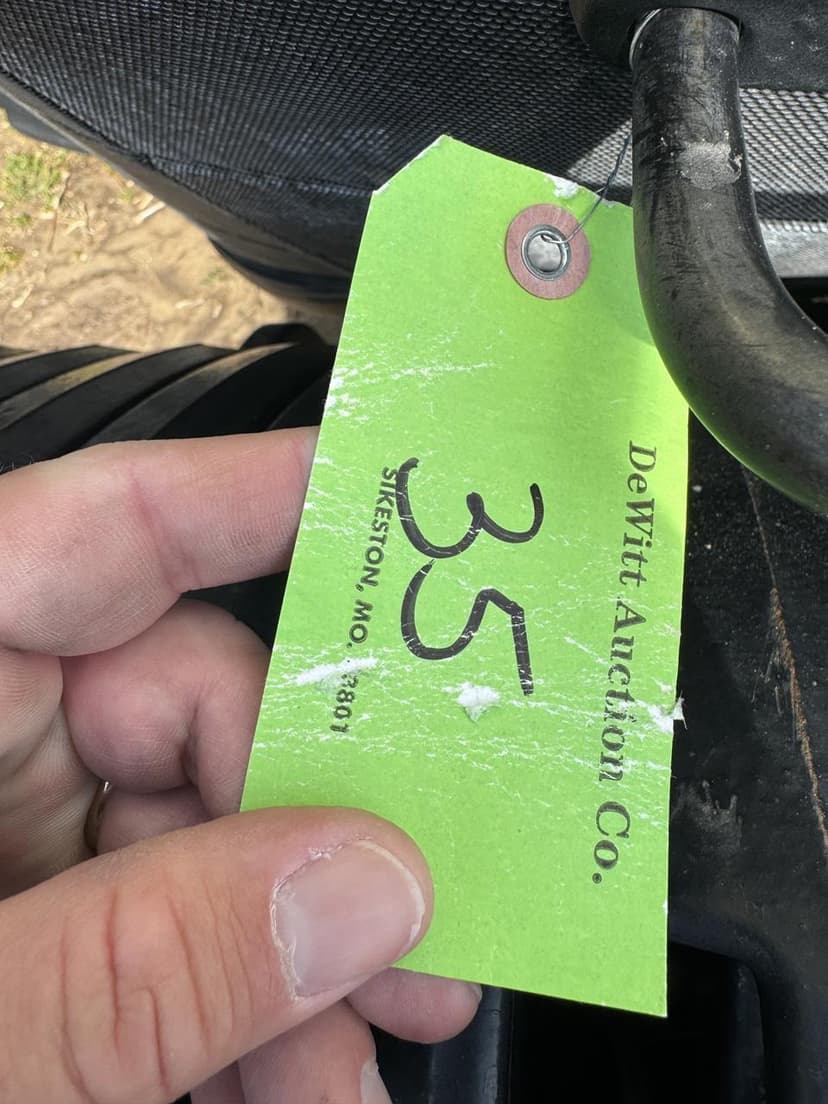 DeWitt Auction Co.
35
SIKESTON, MO.